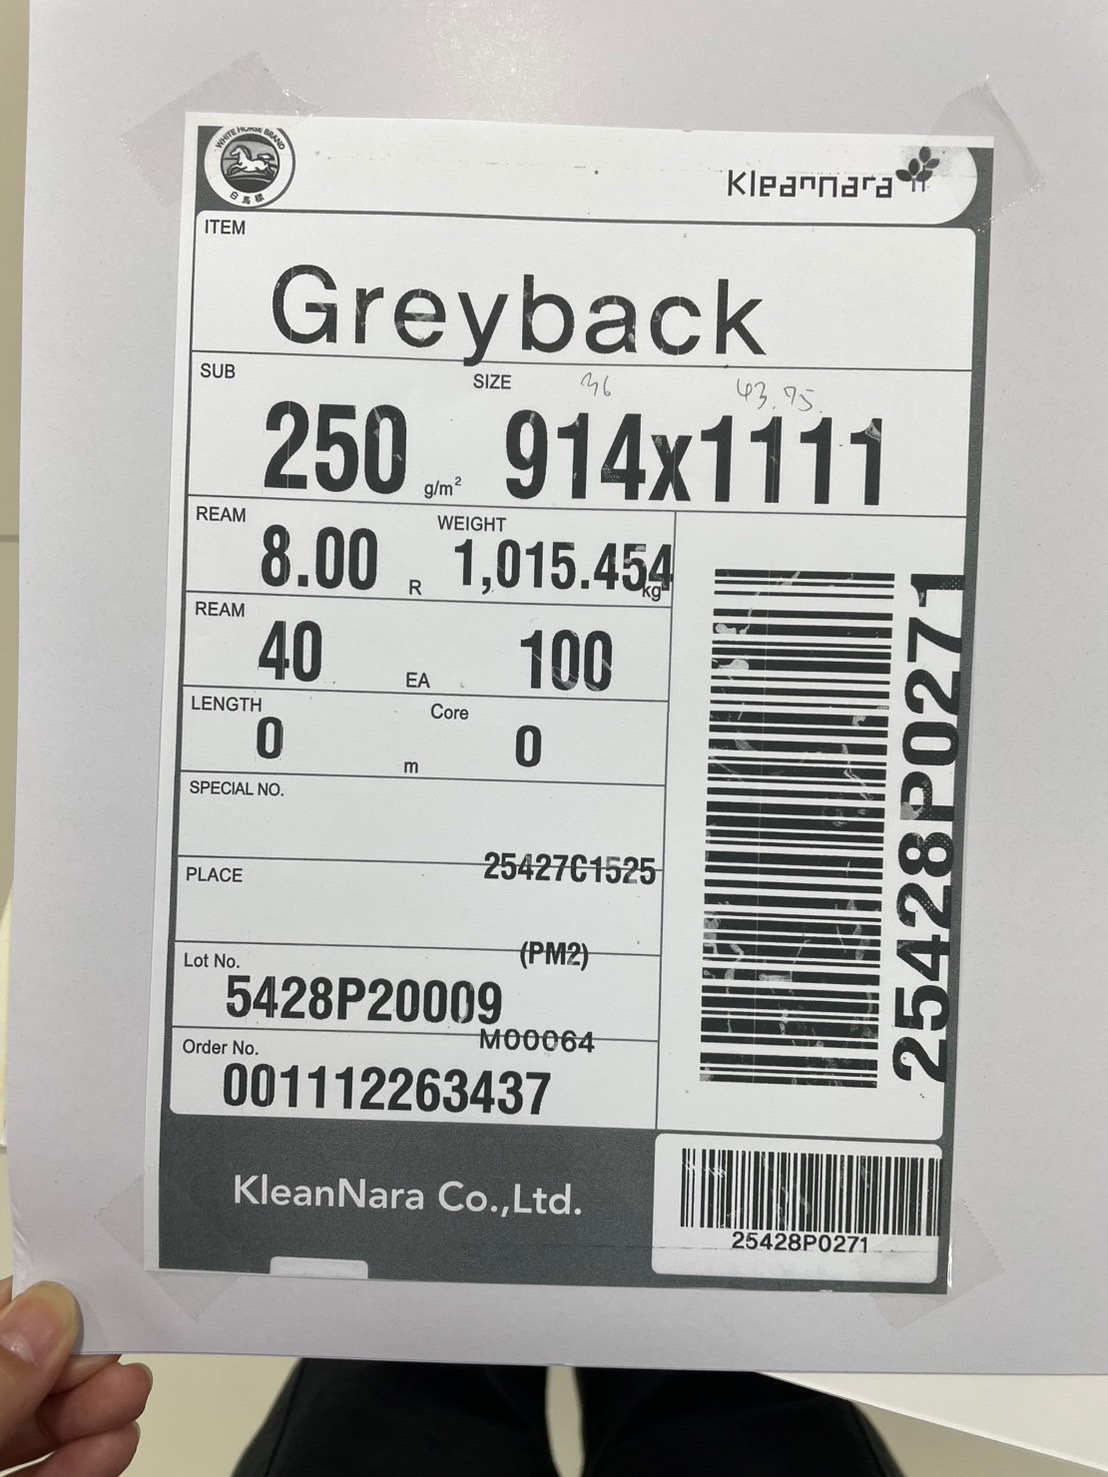 WHITE HORSE BRAND
白馬標
Kleannara
ITEM
Greyback
SUB
250 g/m²
SIZE
36 43.75.
914x1111
REAM
8.00 R
WEIGHT
1,015.454 kg
REAM
40 EA 100
LENGTH
0 m
Core
0
SPECIAL NO.
25427C1525
PLACE
(PM2)
Lot No.
5428P20009
M00064
Order No.
001112263437
25428P0271
KleanNara Co.,Ltd.
25428P0271